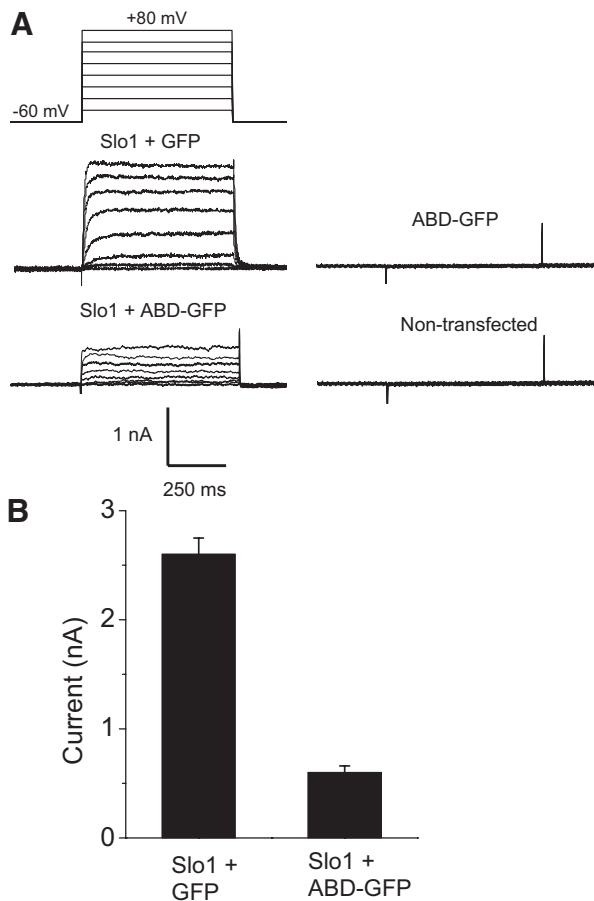 A
+80 mV
-60 mV
Slo1 + GFP
ABD-GFP
Slo1 + ABD-GFP
Non-transfected
1 nA
250 ms
B
3
2
1
0
Current (nA)
Slo1 +
GFP
Slo1 +
ABD-GFP